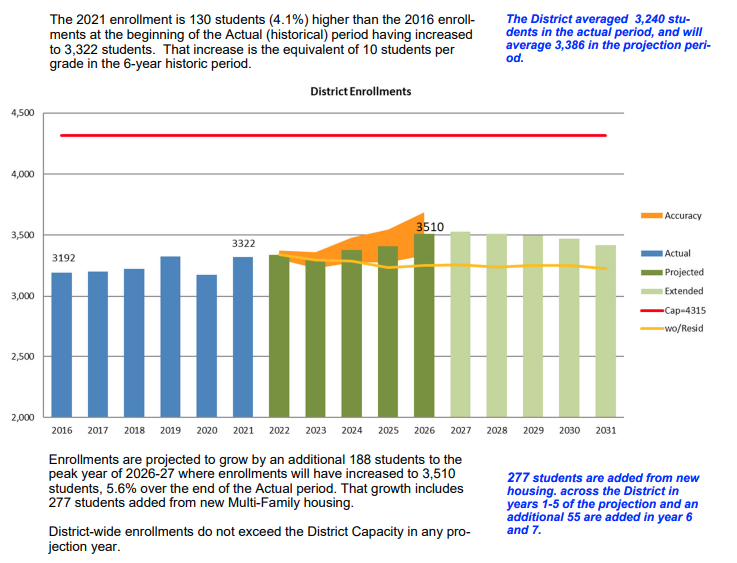 The 2021 enrollment is 130 students (4.1%) higher than the 2016 enroll-
ments at the beginning of the Actual (historical) period having increased
to 3,322 students.  That increase is the equivalent of 10 students per
grade in the 6-year historic period.
The District averaged  3,240 stu-
dents in the actual period, and will
average 3,386 in the projection peri-
od.
District Enrollments
4,500
4,000
3,500
3,000
2,500
2,000
3192
3322
3510
2016 2017 2018 2019 2020 2021 2022 2023 2024 2025 2026 2027 2028 2029 2030 2031
Accuracy
Actual
Projected
Extended
Cap=4315
wo/Resid
Enrollments are projected to grow by an additional 188 students to the
peak year of 2026-27 where enrollments will have increased to 3,510
students, 5.6% over the end of the Actual period. That growth includes
277 students added from new Multi-Family housing.
District-wide enrollments do not exceed the District Capacity in any pro-
jection year.
277 students are added from new
housing. across the District in
years 1-5 of the projection and an
additional 55 are added in year 6
and 7.